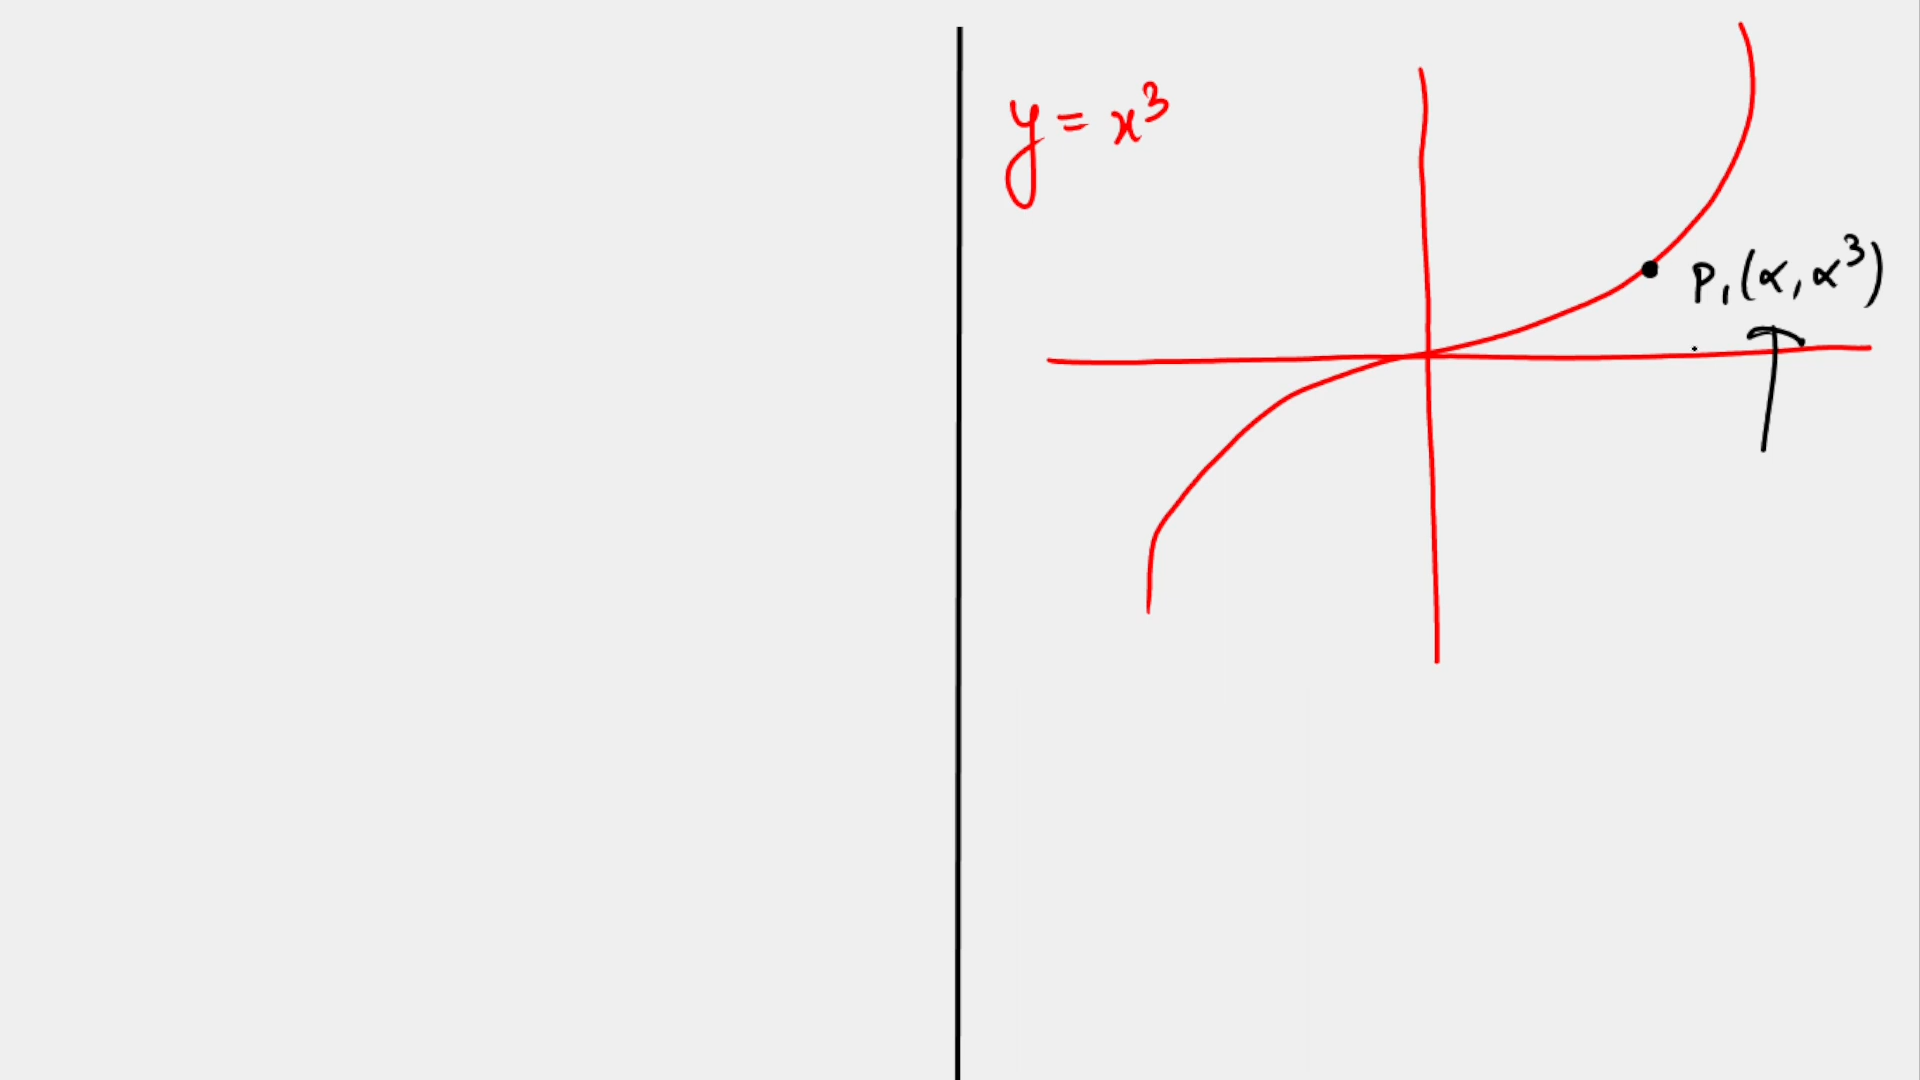 y = x³
P₁(α, α³)